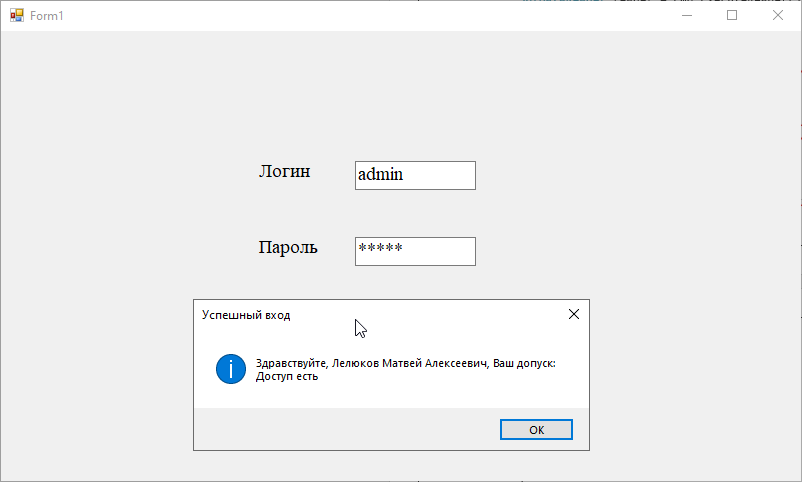 Form1
Логин
admin
Пароль
*****
Успешный вход
Здравствуйте, Лелюков Матвей Алексеевич, Ваш допуск:
Доступ есть
OK